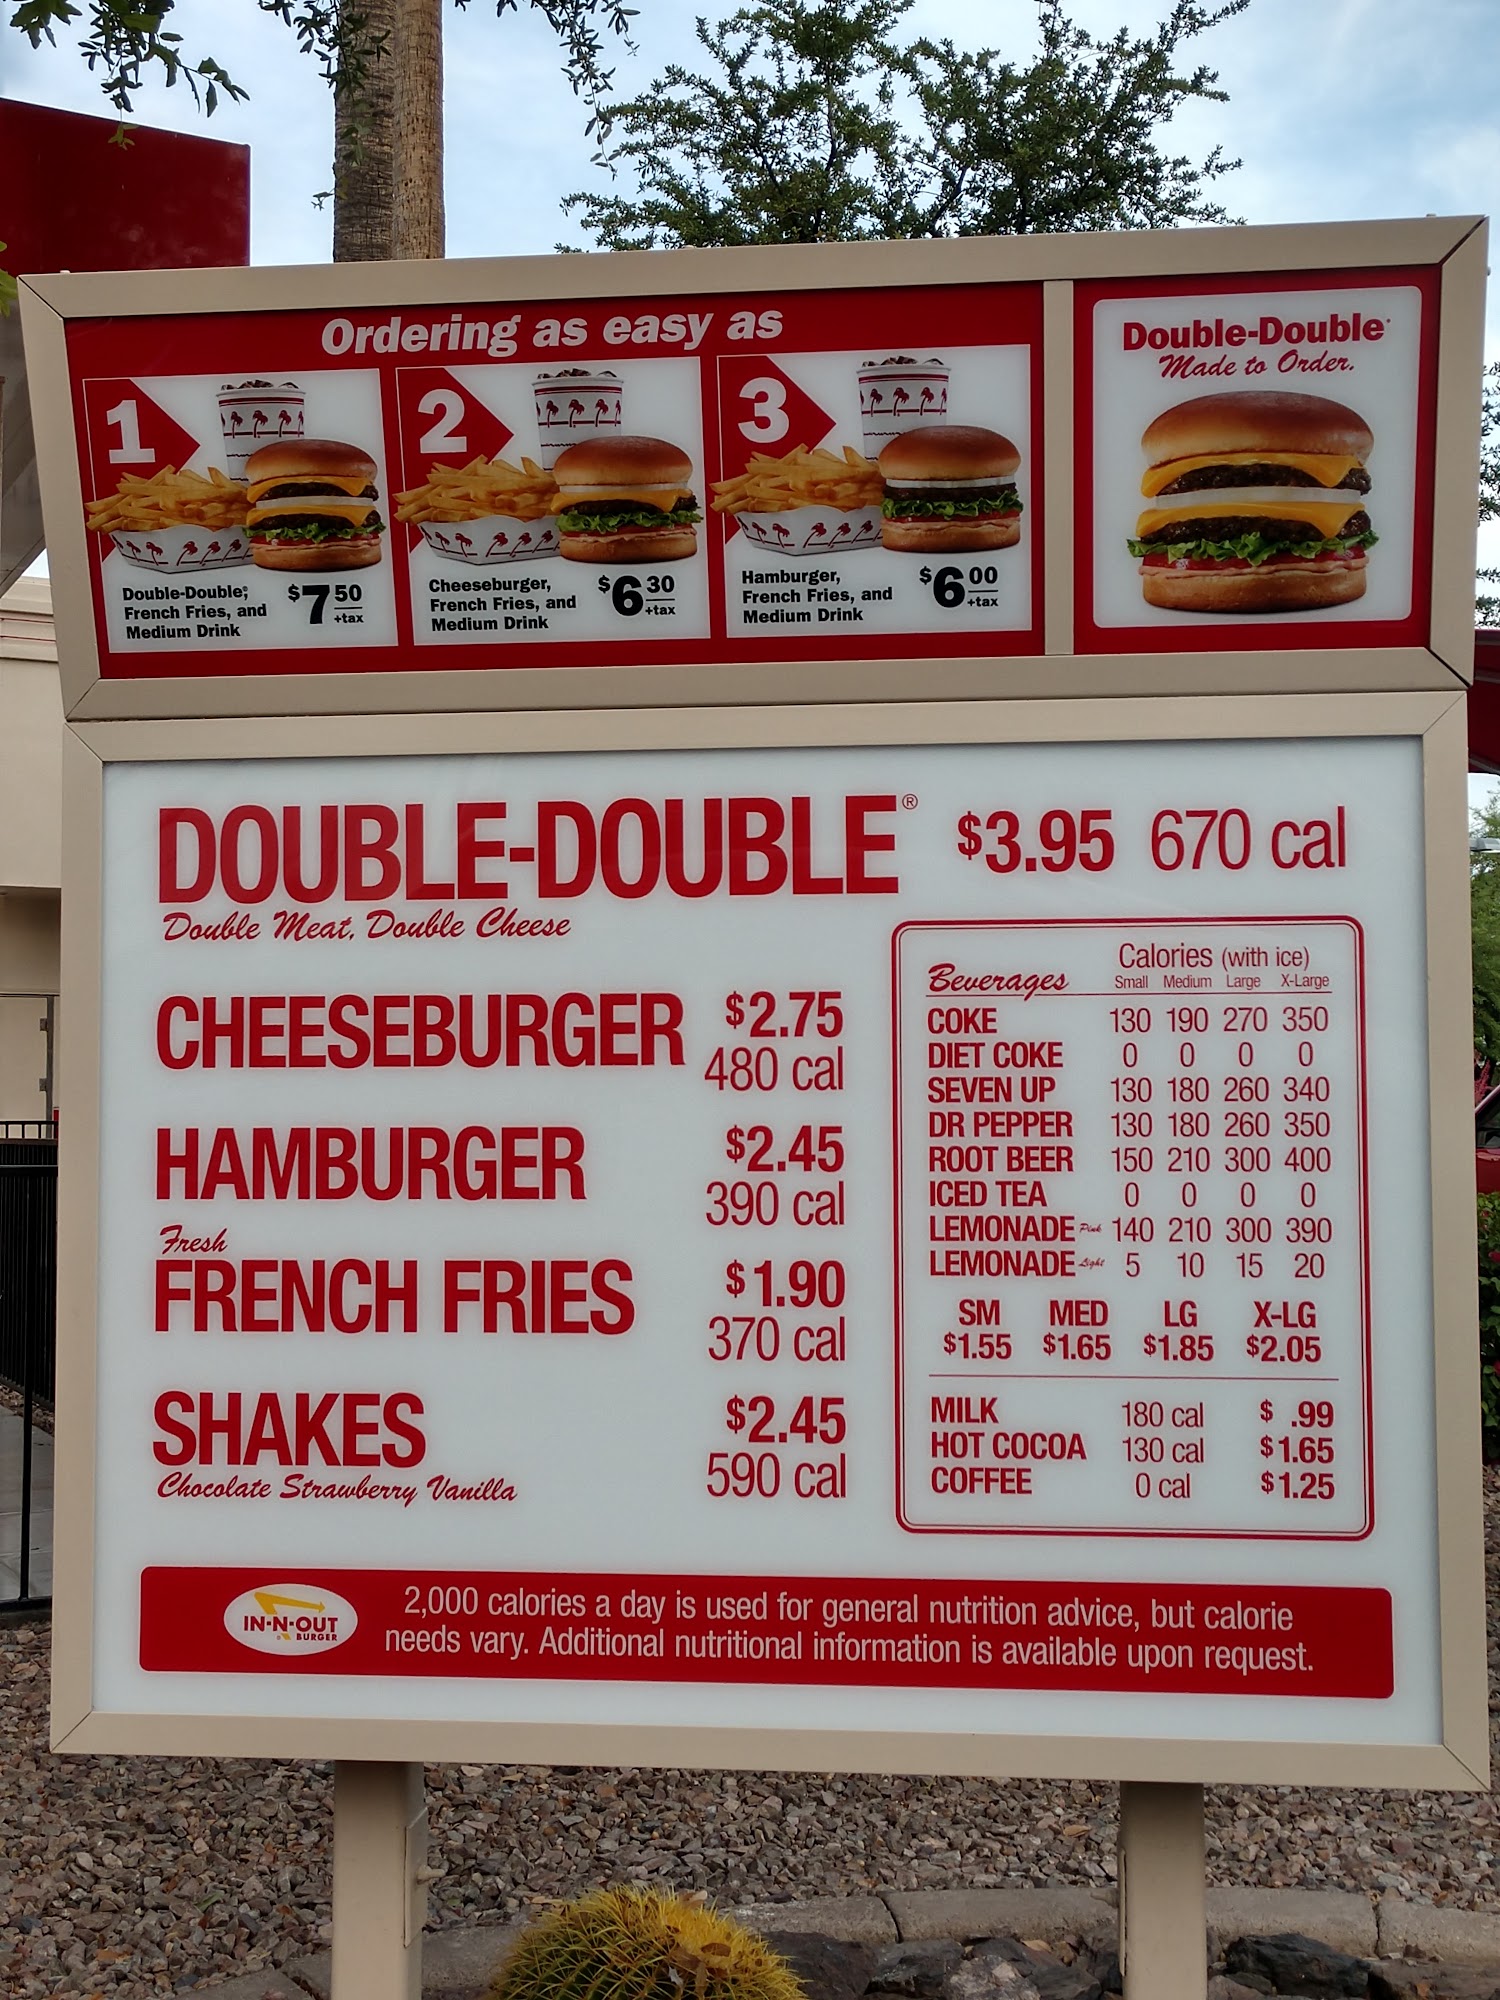 Ordering as easy as
1
Double-Double®,
French Fries, and
Medium Drink
$7 50
+tax
2
Cheeseburger,
French Fries, and
Medium Drink
$6 30
+tax
3
Hamburger,
French Fries, and
Medium Drink
$6 00
+tax
Double-Double®
Made to Order.
DOUBLE-DOUBLE® $3.95 670 cal
Double Meat, Double Cheese
CHEESEBURGER $2.75
480 cal
HAMBURGER $2.45
390 cal
Fresh
FRENCH FRIES $1.90
370 cal
SHAKES $2.45
590 cal
Chocolate Strawberry Vanilla
Calories (with ice)
Beverages Small Medium Large X-Large
COKE 130 190 270 350
DIET COKE 0 0 0 0
SEVEN UP 130 180 260 340
DR PEPPER 130 180 260 350
ROOT BEER 150 210 300 400
ICED TEA 0 0 0 0
LEMONADE Pink 140 210 300 390
LEMONADE Light 5 10 15 20
SM MED LG X-LG
$1.55 $1.65 $1.85 $2.05
MILK 180 cal $ .99
HOT COCOA 130 cal $1.65
COFFEE 0 cal $1.25
IN-N-OUT
BURGER
2,000 calories a day is used for general nutrition advice, but calorie
needs vary. Additional nutritional information is available upon request.